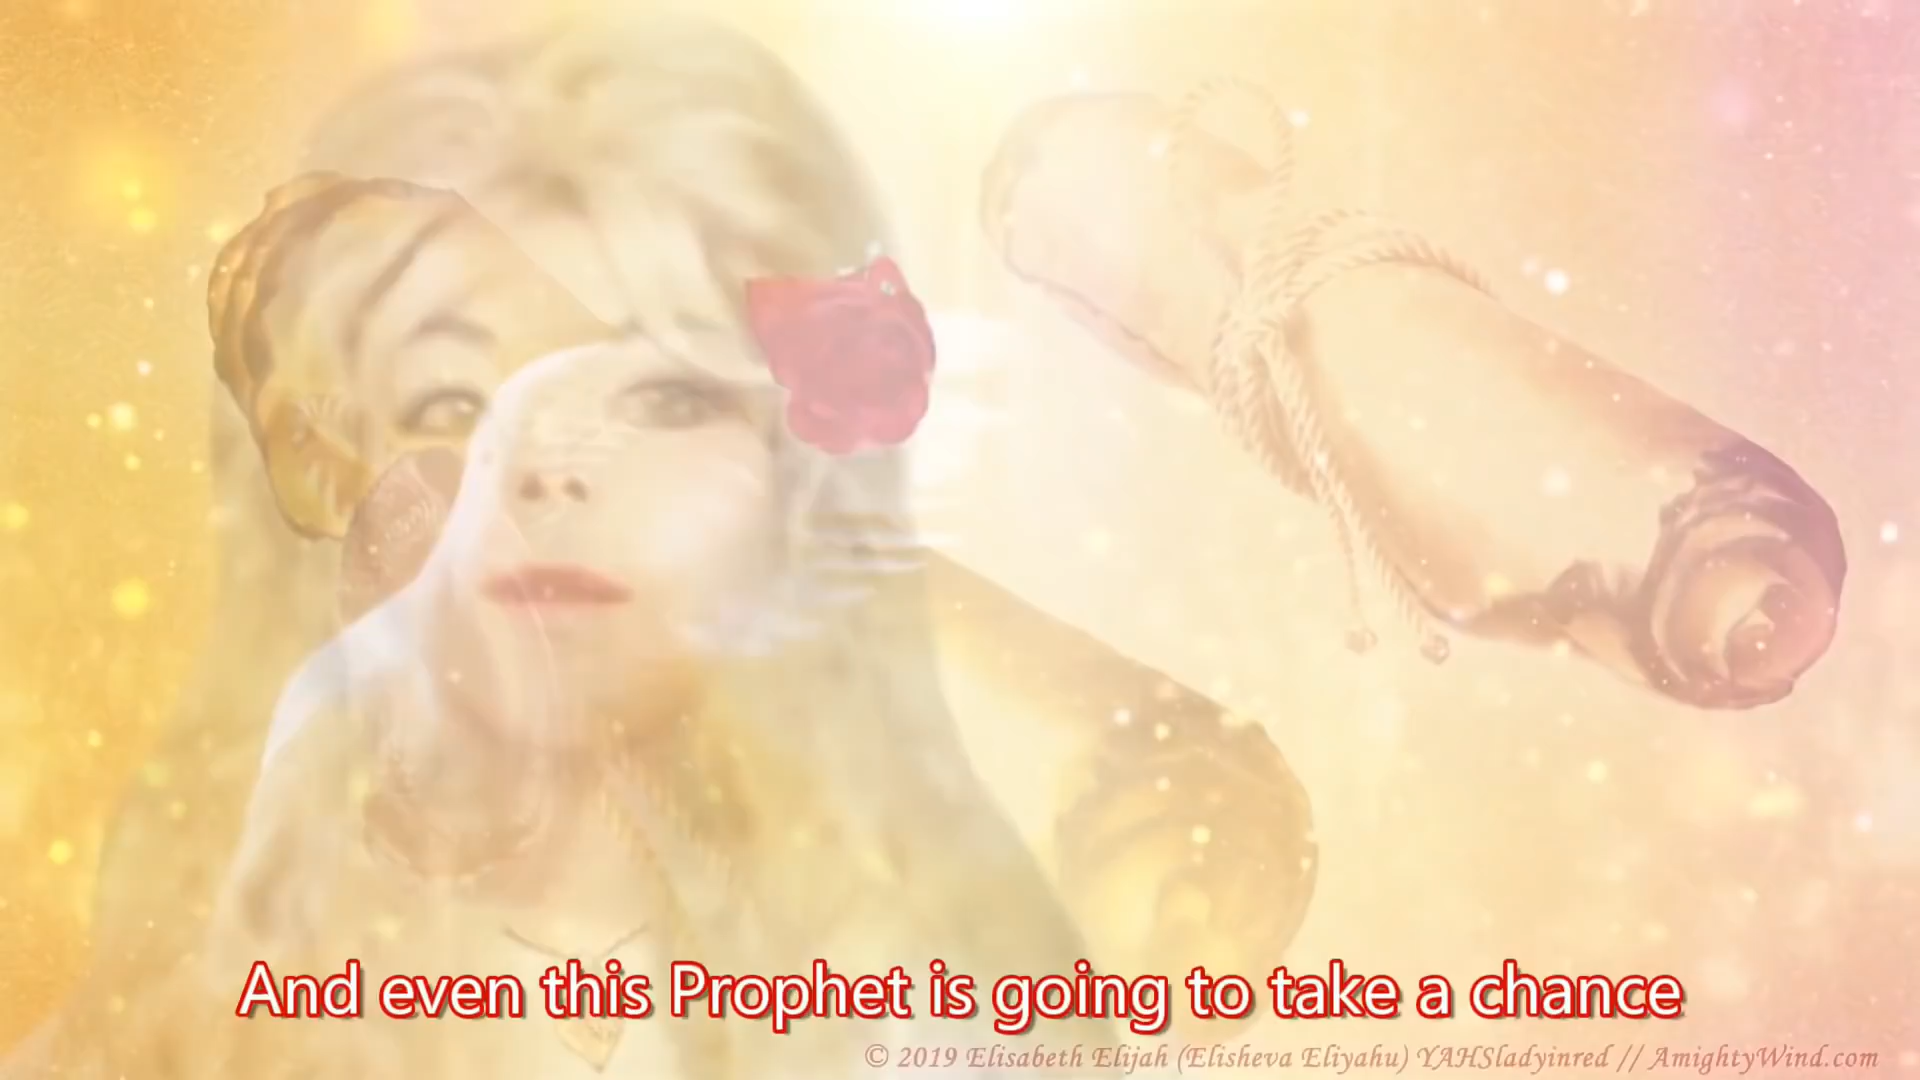 And even this Prophet is going to take a chance
© 2019 Elisabeth Elijah (Elisheva Eliyahu) YAHSladyinred // AmightyWind.com